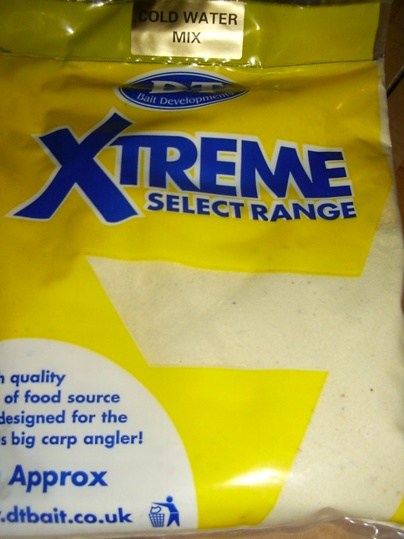 COLD WATER
MIX
DT
Bait Developments
XTREME
SELECT RANGE
quality
of food source
designed for the
big carp angler!
Approx
.dtbait.co.uk